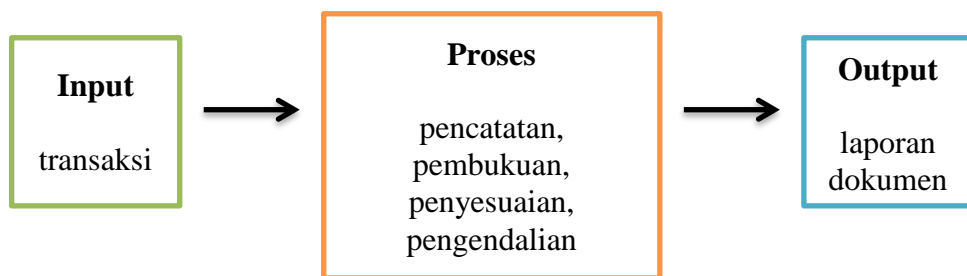 Input
transaksi
Proses
pencatatan,
pembukuan,
penyesuaian,
pengendalian
Output
laporan
dokumen